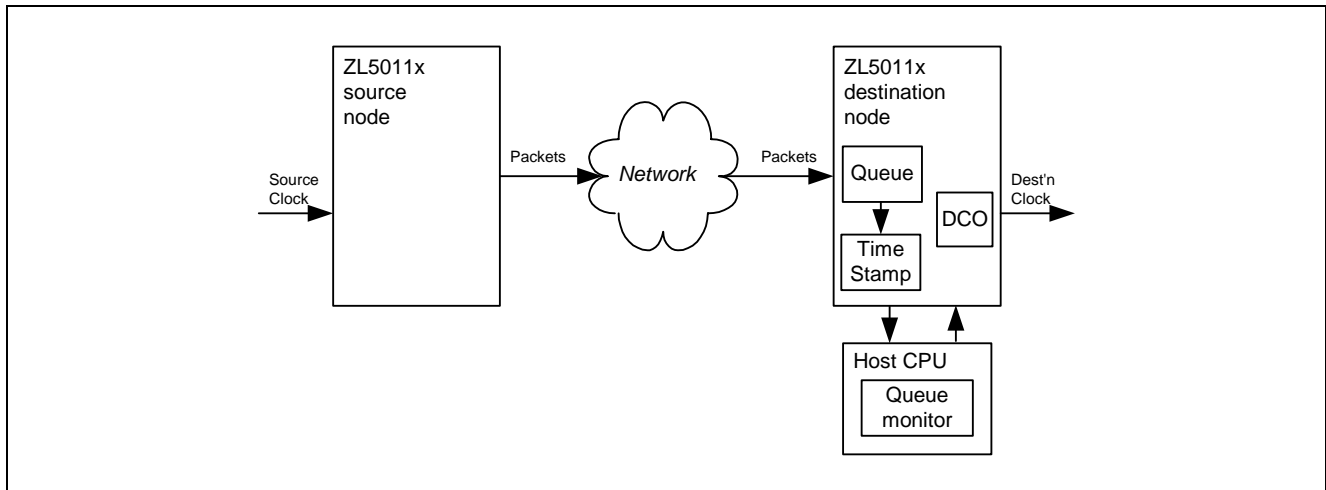 ZL5011x
source
node
Source
Clock
Packets
Network
Packets
ZL5011x
destination
node
Queue
Time
Stamp
DCO
Dest'n
Clock
Host CPU
Queue
monitor